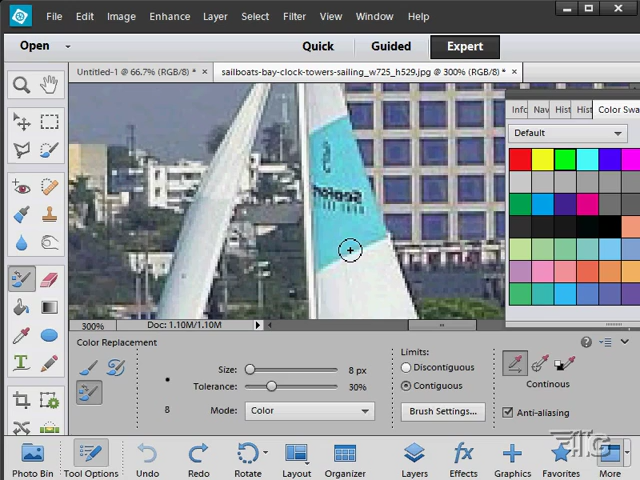 File Edit Image Enhance Layer Select Filter View Window Help
Open Quick Guided Expert
Untitled-1 @ 66.7% (RGB/8) * × sailboats-bay-clock-towers-sailing_w725_h529.jpg @ 300% (RGB/8) * ×
Info Nav Hist Hist Color Swa
Default
300% Doc: 1.10M/1.10M
Color Replacement
Size: 8 px
Tolerance: 30%
8 Mode: Color
Limits:
Discontiguous
Contiguous
Brush Settings...
Continous
Anti-aliasing
Photo Bin Tool Options Undo Redo Rotate Layout Organizer Layers Effects Graphics Favorites More